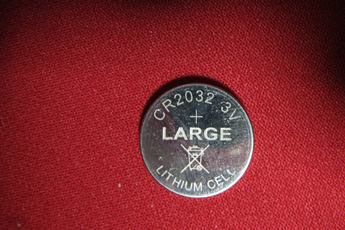 CR2032 3V
+
LARGE
LITHIUM CELL